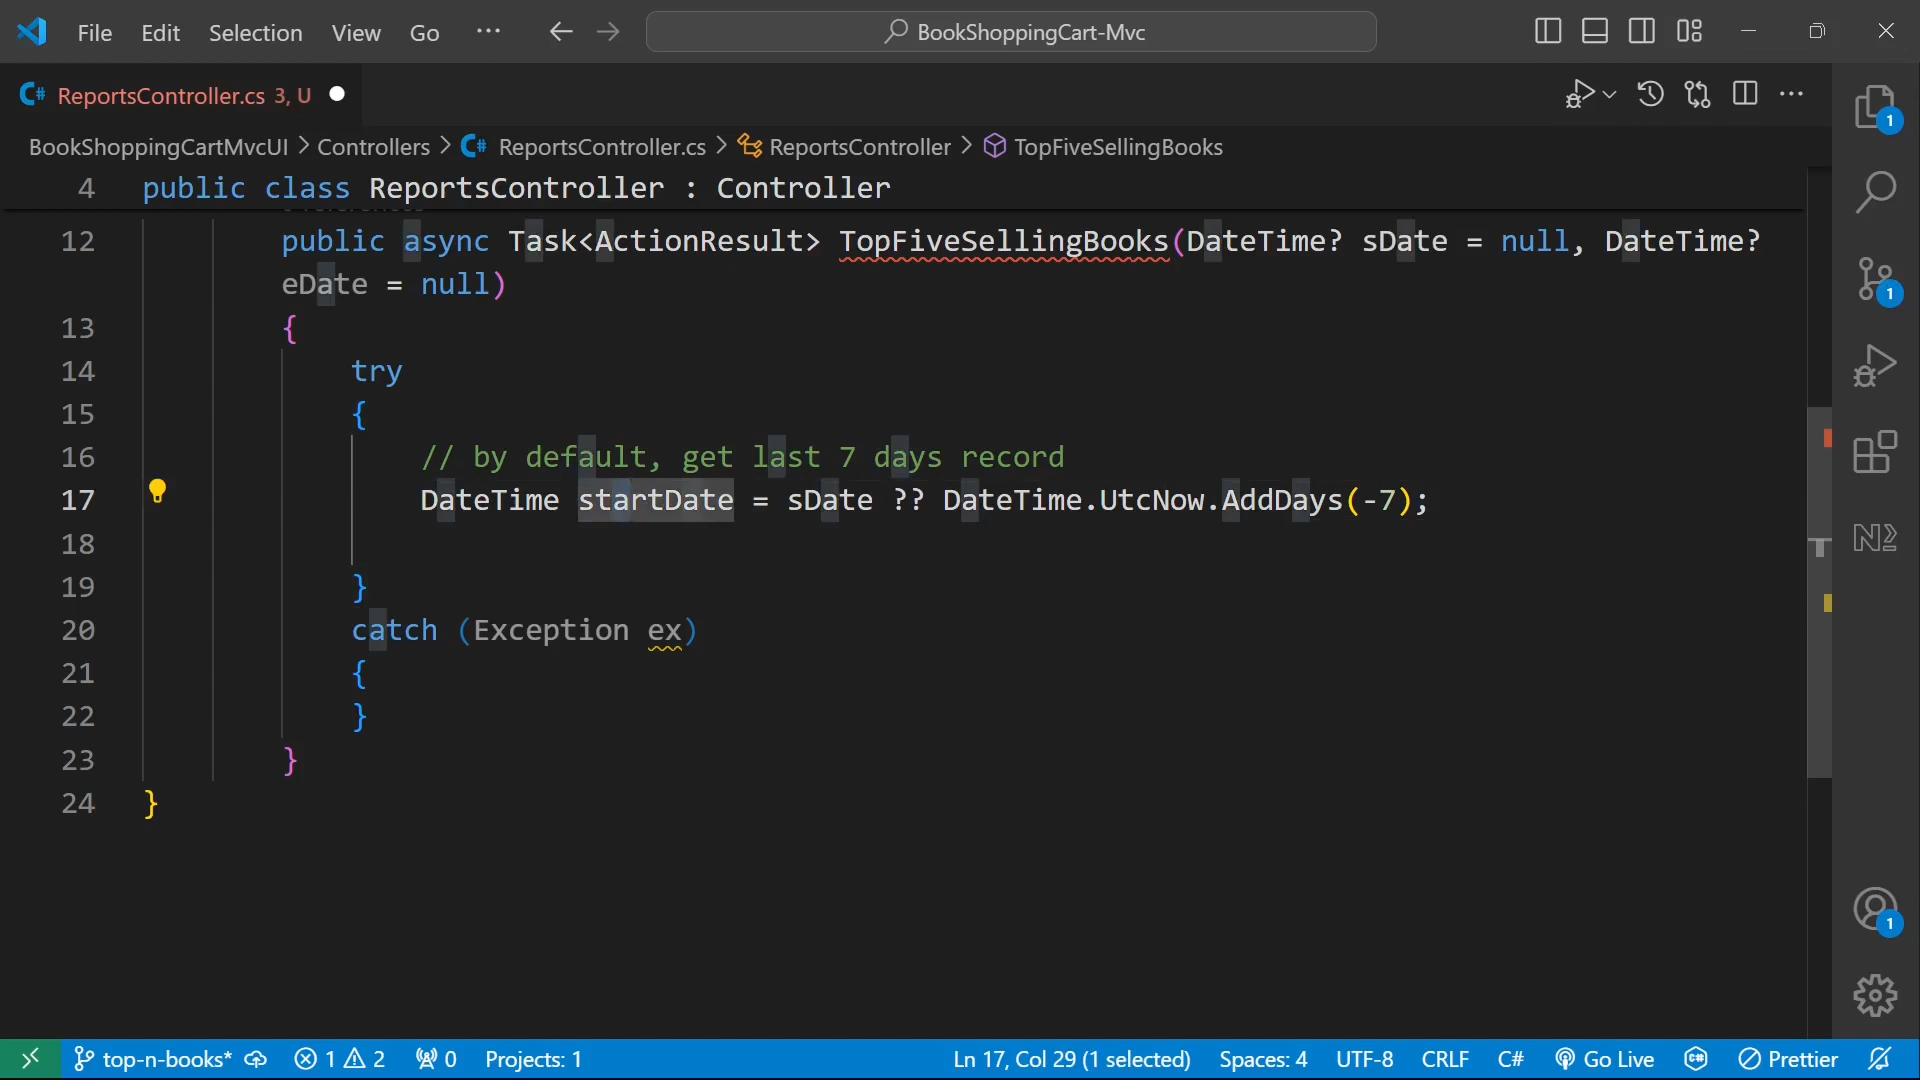 File Edit Selection View Go ··· BookShoppingCart-Mvc
ReportsController.cs 3, U
BookShoppingCartMvcUI > Controllers > ReportsController.cs > ReportsController > TopFiveSellingBooks
4 public class ReportsController : Controller
12 public async Task<ActionResult> TopFiveSellingBooks(DateTime? sDate = null, DateTime?
eDate = null)
13 {
14 try
15 {
16 // by default, get last 7 days record
17 DateTime startDate = sDate ?? DateTime.UtcNow.AddDays(-7);
18
19 }
20 catch (Exception ex)
21 {
22 }
23 }
24 }
1
1
1
top-n-books* 1 2 0 Projects: 1 Ln 17, Col 29 (1 selected) Spaces: 4 UTF-8 CRLF C# Go Live Prettier